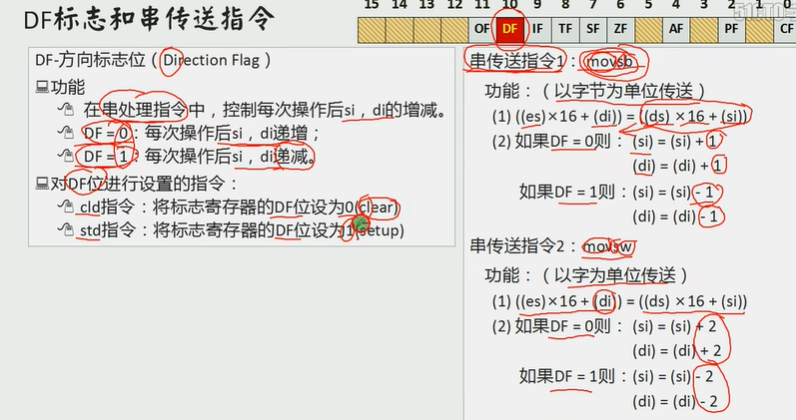 DF标志和串传送指令
15 14 13 12 11 10 9 8 7 6 5 4 3 2 1 0
OF DF IF TF SF ZF AF PF CF
DF-方向标志位（Direction Flag）
功能
在串处理指令中，控制每次操作后si，di的增减。
DF = 0：每次操作后si，di递增；
DF = 1：每次操作后si，di递减。
对DF位进行设置的指令：
cld指令：将标志寄存器的DF位设为0(clear)
std指令：将标志寄存器的DF位设为1(setup)
串传送指令1：movsb
功能：（以字节为单位传送）
(1) ((es)×16 + (di)) = ((ds) ×16 + (si))
(2) 如果DF = 0则：(si) = (si) + 1
(di) = (di) + 1
如果DF = 1则：(si) = (si) - 1
(di) = (di) - 1
串传送指令2：movsw
功能：（以字为单位传送）
(1) ((es)×16 + (di)) = ((ds) ×16 + (si))
(2) 如果DF = 0则：(si) = (si) + 2
(di) = (di) + 2
如果DF = 1则：(si) = (si) - 2
(di) = (di) - 2